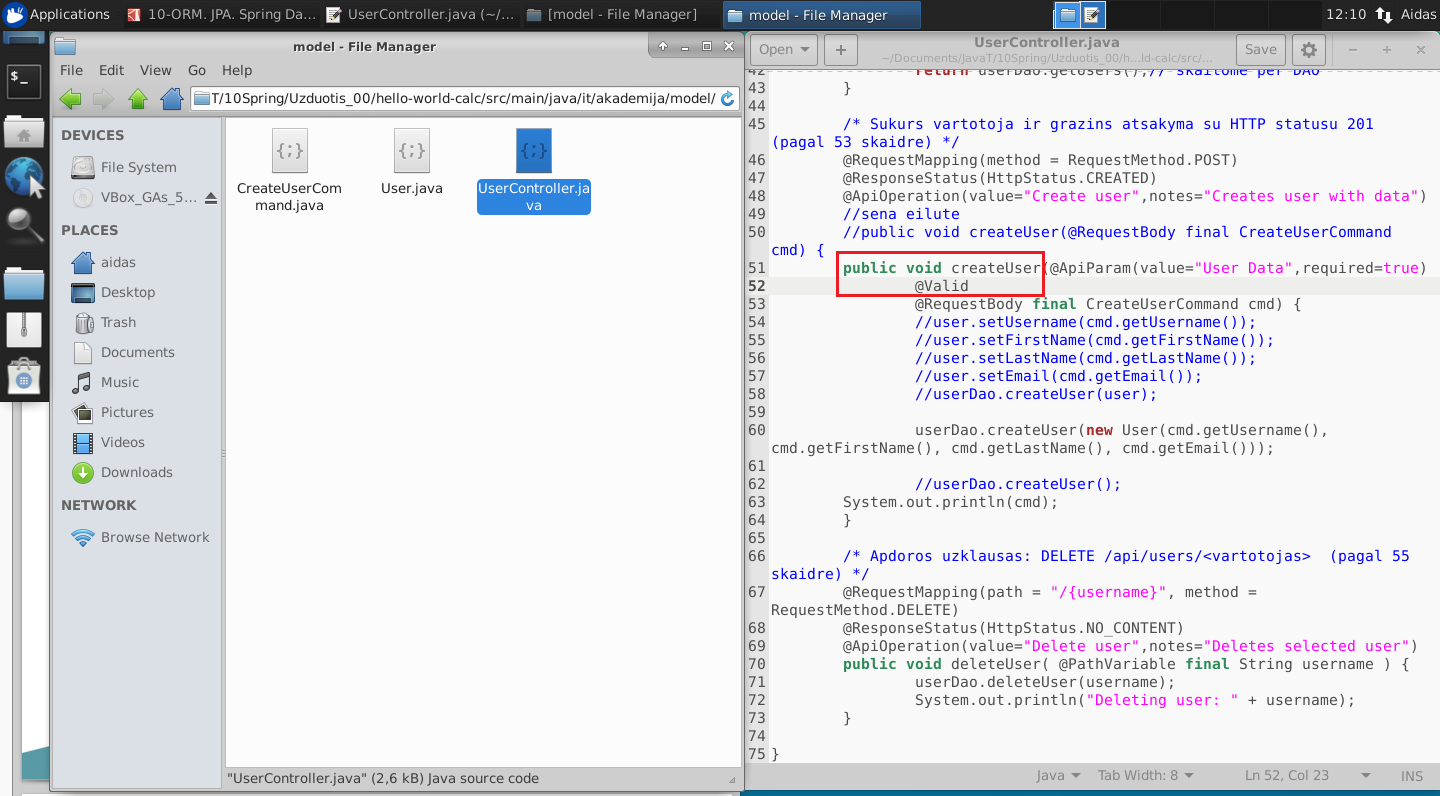 Applications
10-ORM. JPA. Spring Da...
UserController.java (~/...
[model - File Manager]
model - File Manager
12:10
Aidas
model - File Manager
File Edit View Go Help
T/10Spring/Uzduotis_00/hello-world-calc/src/main/java/it/akademija/model/
DEVICES
File System
VBox_GAs_5...
PLACES
aidas
Desktop
Trash
Documents
Music
Pictures
Videos
Downloads
NETWORK
Browse Network
CreateUserCom
mand.java
User.java
UserController.ja
va
"UserController.java" (2,6 kB) Java source code
Open
UserController.java
~/Documents/JavaT/10Spring/Uzduotis_00/h...ld-calc/src/...
Save
42 return userDao.getUsers();// skaitome per DAO
43 }
44
45 /* Sukurs vartotoja ir grazins atsakyma su HTTP statusu 201
(pagal 53 skaidre) */
46 @RequestMapping(method = RequestMethod.POST)
47 @ResponseStatus(HttpStatus.CREATED)
48 @ApiOperation(value="Create user",notes="Creates user with data")
49 //sena eilute
50 //public void createUser(@RequestBody final CreateUserCommand
cmd) {
51 public void createUser(@ApiParam(value="User Data",required=true)
52 @Valid
53 @RequestBody final CreateUserCommand cmd) {
54 //user.setUsername(cmd.getUsername());
55 //user.setFirstName(cmd.getFirstName());
56 //user.setLastName(cmd.getLastName());
57 //user.setEmail(cmd.getEmail());
58 //userDao.createUser(user);
59
60 userDao.createUser(new User(cmd.getUsername(),
cmd.getFirstName(), cmd.getLastName(), cmd.getEmail()));
61
62 //userDao.createUser();
63 System.out.println(cmd);
64 }
65
66 /* Apdoros uzklausas: DELETE /api/users/<vartotojas> (pagal 55
skaidre) */
67 @RequestMapping(path = "/{username}", method =
RequestMethod.DELETE)
68 @ResponseStatus(HttpStatus.NO_CONTENT)
69 @ApiOperation(value="Delete user",notes="Deletes selected user")
70 public void deleteUser( @PathVariable final String username ) {
71 userDao.deleteUser(username);
72 System.out.println("Deleting user: " + username);
73 }
74
75 }
Java Tab Width: 8 Ln 52, Col 23 INS